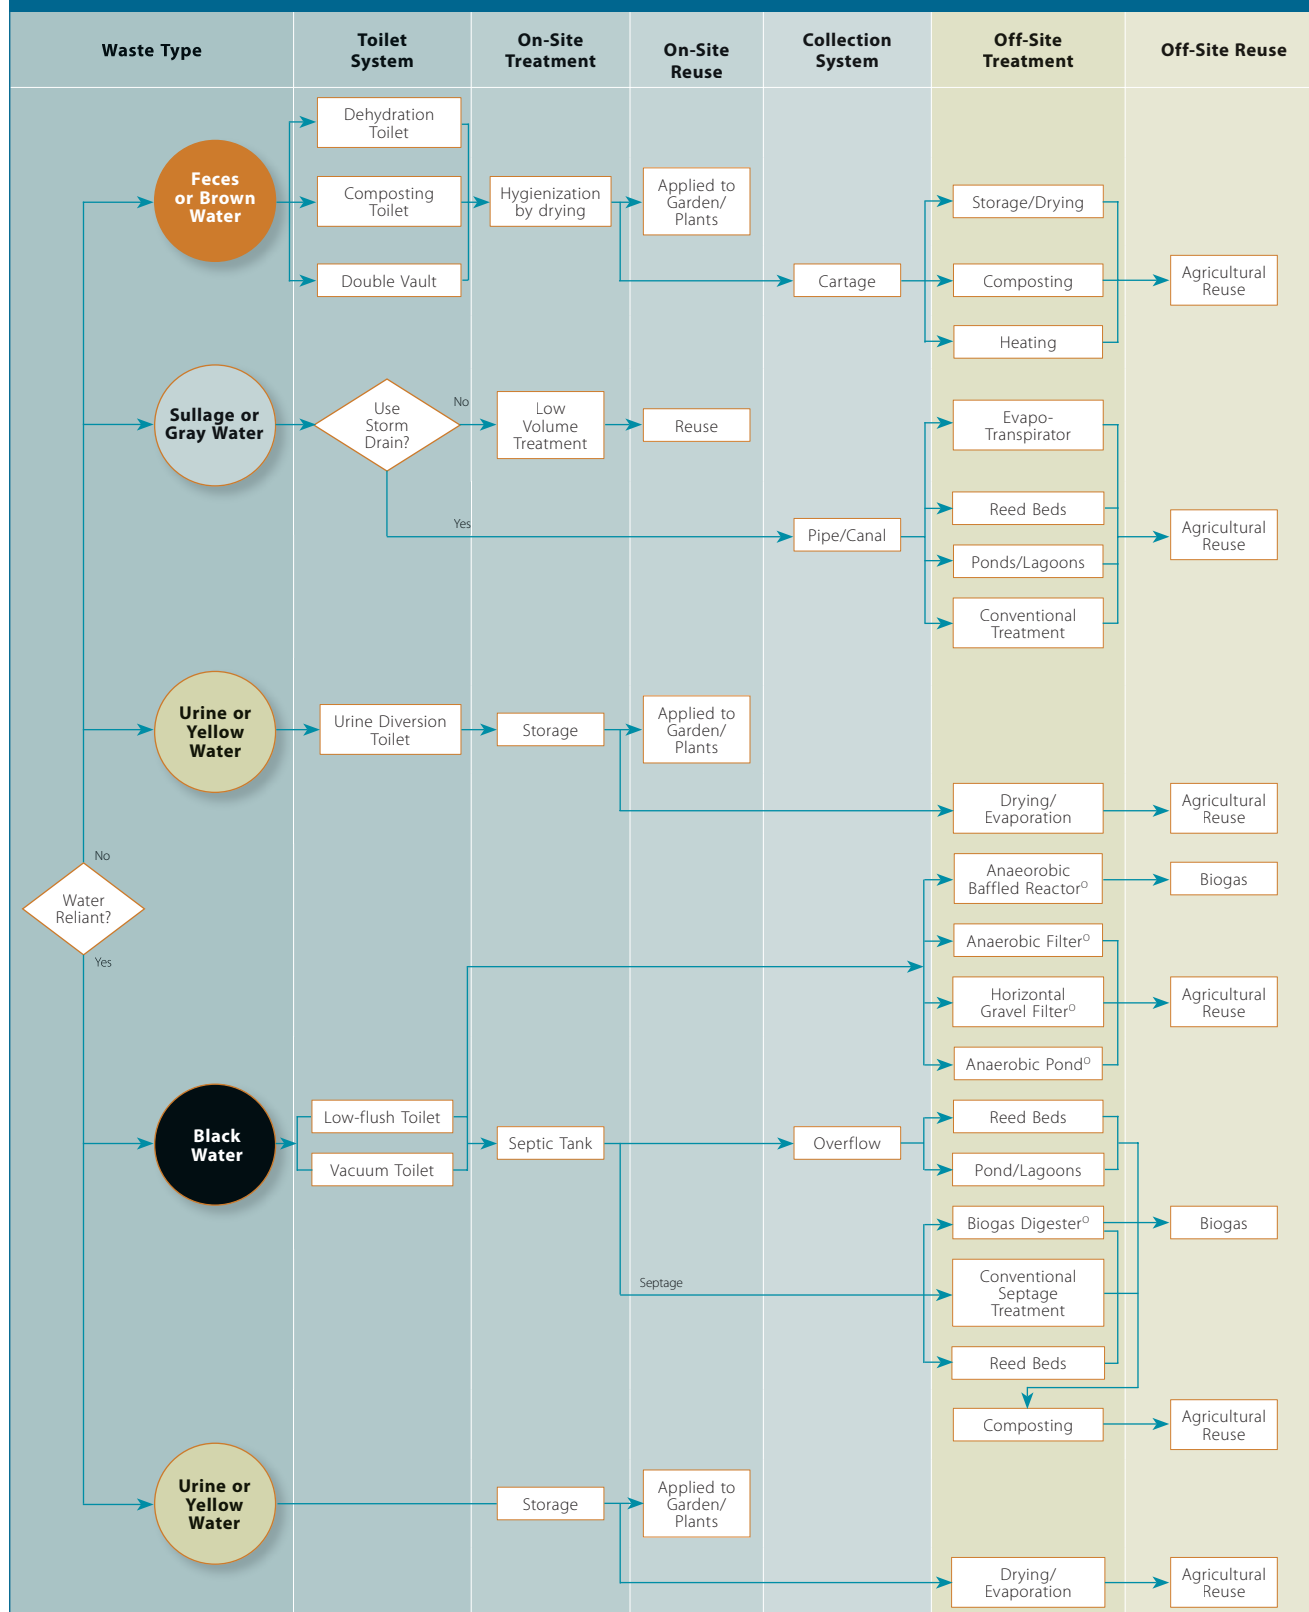 Waste Type
Toilet
System
On-Site
Treatment
On-Site
Reuse
Collection
System
Off-Site
Treatment
Off-Site Reuse
Feces
or Brown
Water
Dehydration
Toilet
Composting
Toilet
Double Vault
Hygienization
by drying
Applied to
Garden/
Plants
Cartage
Storage/Drying
Composting
Heating
Agricultural
Reuse
Sullage or
Gray Water
Use
Storm
Drain?
No
Yes
Low
Volume
Treatment
Reuse
Pipe/Canal
Evapo-
Transpirator
Reed Beds
Ponds/Lagoons
Conventional
Treatment
Agricultural
Reuse
Urine or
Yellow
Water
Urine Diversion
Toilet
Storage
Applied to
Garden/
Plants
Drying/
Evaporation
Agricultural
Reuse
No
Water
Reliant?
Yes
Anaeorobic
Baffled ReactorO
Biogas
Anaerobic FilterO
Horizontal
Gravel FilterO
Anaerobic PondO
Agricultural
Reuse
Black
Water
Low-flush Toilet
Vacuum Toilet
Septic Tank
Overflow
Reed Beds
Pond/Lagoons
Biogas DigesterO
Biogas
Septage
Conventional
Septage
Treatment
Reed Beds
Composting
Agricultural
Reuse
Urine or
Yellow
Water
Storage
Applied to
Garden/
Plants
Drying/
Evaporation
Agricultural
Reuse